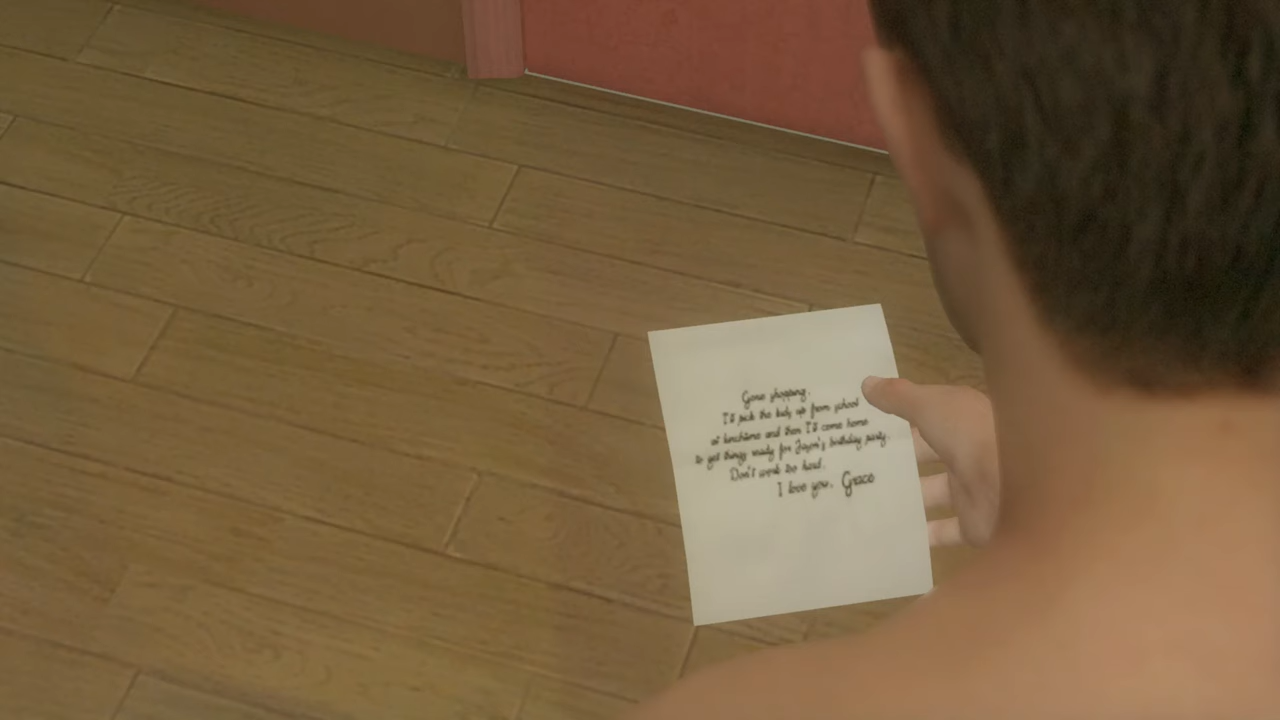 Gone shopping.
I'll pick the kids up from school
at lunchtime and then I'll come home
to get things ready for Jason's birthday party.
Don't work too hard.
I love you, Grace